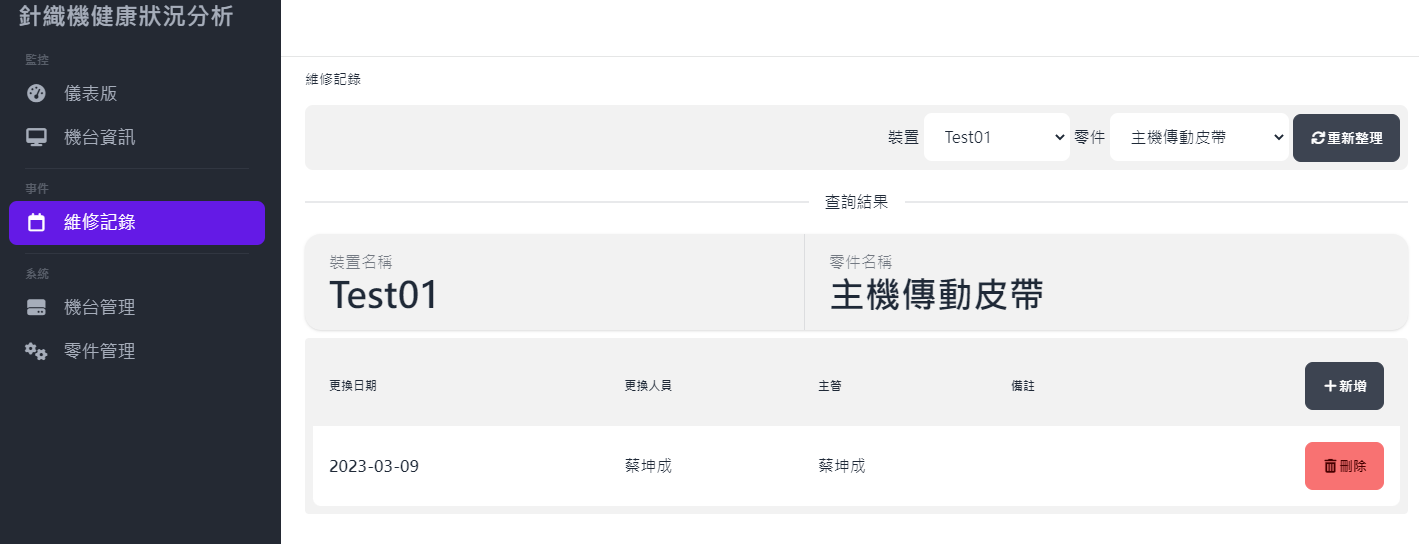 針織機健康狀況分析
監控
儀表版
機台資訊
事件
維修記錄
系統
機台管理
零件管理
維修記錄
裝置 Test01 零件 主機傳動皮帶 重新整理
查詢結果
裝置名稱 零件名稱
Test01 主機傳動皮帶
更換日期 更換人員 主管 備註 新增
2023-03-09 蔡坤成 蔡坤成 刪除